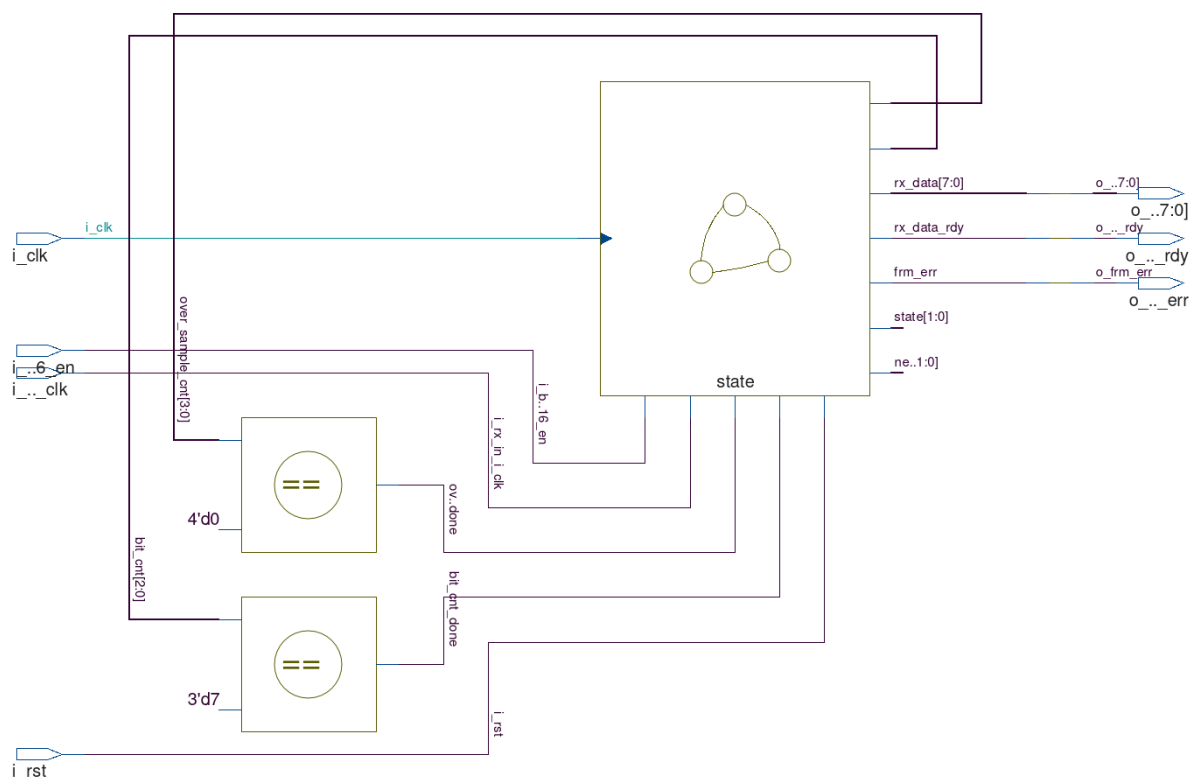 rx_data[7:0]
o_..7:0]
o_..7:0]
i_clk
i_clk
rx_data_rdy
o_.._rdy
o_.._rdy
frm_err
o_frm_err
o_.._err
over_sample_cnt[3:0]
state[1:0]
i_..6_en
ne..1:0]
i_.._clk
state
i_b..16_en
i_rx_in_i_clk
==
ov..done
4'd0
bit_cnt[2:0]
bit_cnt_done
==
3'd7
i_rst
i_rst